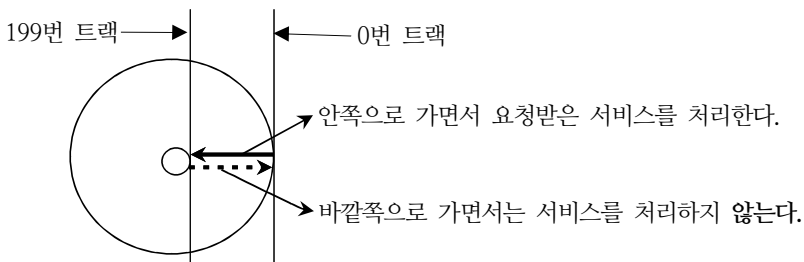 199번 트랙
0번 트랙
안쪽으로 가면서 요청받은 서비스를 처리한다.
바깥쪽으로 가면서는 서비스를 처리하지 않는다.